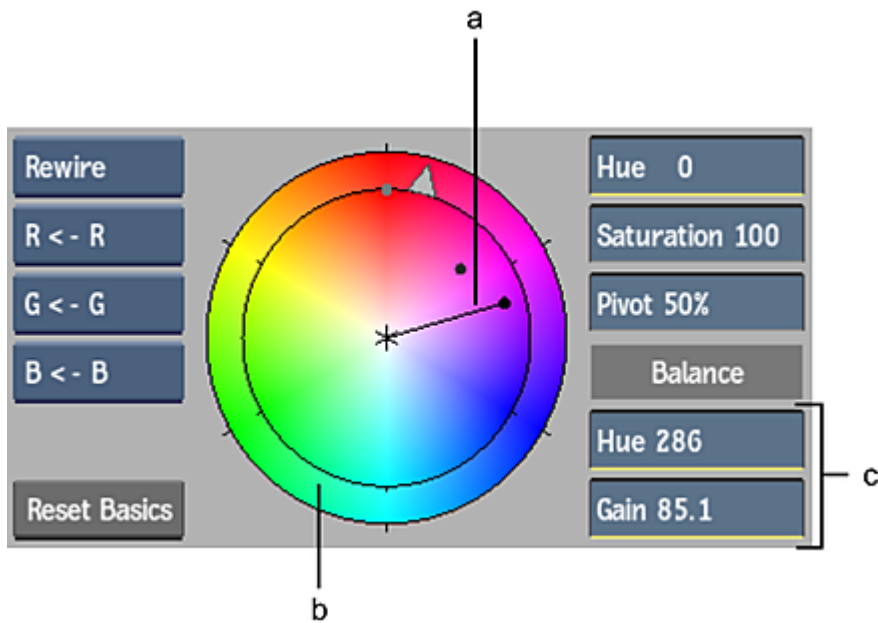 a
Rewire
R < - R
G < - G
B < - B
Reset Basics
Hue 0
Saturation 100
Pivot 50%
Balance
Hue 286
Gain 85.1
c
b